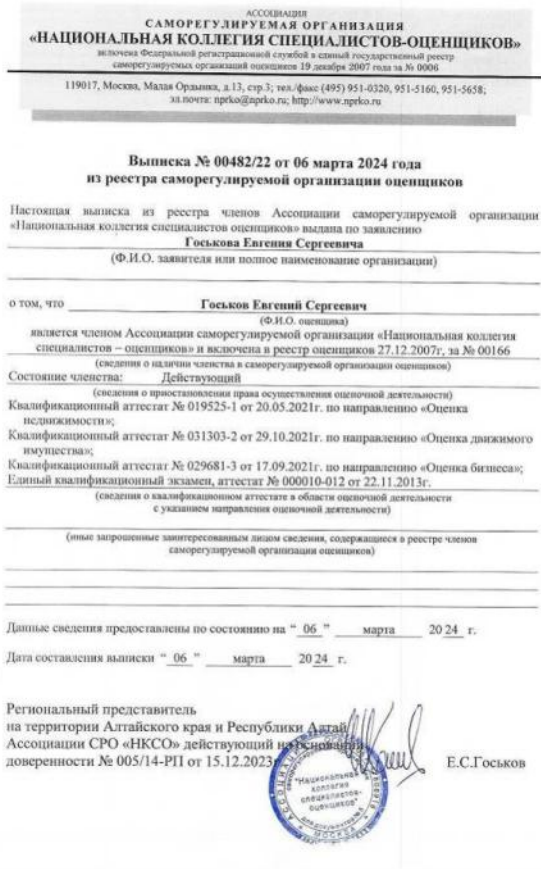 АССОЦИАЦИЯ
САМОРЕГУЛИРУЕМАЯ ОРГАНИЗАЦИЯ
«НАЦИОНАЛЬНАЯ КОЛЛЕГИЯ СПЕЦИАЛИСТОВ-ОЦЕНЩИКОВ»
включена Федеральной регистрационной службой в единый государственный реестр
саморегулируемых организаций оценщиков 19 декабря 2007 года за № 0006
119017, Москва, Малая Ордынка, д.13, стр.3; тел./факс (495) 951-0320, 951-5160, 951-5658;
эл.почта: nprko@nprko.ru; http://www.nprko.ru
Выписка № 00482/22 от 06 марта 2024 года
из реестра саморегулируемой организации оценщиков
Настоящая выписка из реестра членов Ассоциации саморегулируемой организации
«Национальная коллегия специалистов оценщиков» выдана по заявлению
Госькова Евгения Сергеевича
(Ф.И.О. заявителя или полное наименование организации)
о том, что Госьков Евгений Сергеевич
(Ф.И.О. оценщика)
является членом Ассоциации саморегулируемой организации «Национальная коллегия
специалистов – оценщиков» и включена в реестр оценщиков 27.12.2007г, за № 00166
(сведения о наличии членства в саморегулируемой организации оценщиков)
Состояние членства: Действующий
(сведения о приостановлении права осуществления оценочной деятельности)
Квалификационный аттестат № 019525-1 от 20.05.2021г. по направлению «Оценка
недвижимости»;
Квалификационный аттестат № 031303-2 от 29.10.2021г. по направлению «Оценка движимого
имущества»;
Квалификационный аттестат № 029681-3 от 17.09.2021г. по направлению «Оценка бизнеса»;
Единый квалификационный экзамен, аттестат № 000010-012 от 22.11.2013г.
(сведения о квалификационном аттестате в области оценочной деятельности
с указанием направления оценочной деятельности)
(иные запрошенные заинтересованным лицом сведения, содержащиеся в реестре членов
саморегулируемой организации оценщиков)
Данные сведения предоставлены по состоянию на “ 06 ” марта 20 24 г.
Дата составления выписки “ 06 ” марта 20 24 г.
Региональный представитель
на территории Алтайского края и Республики Алтай
Ассоциации СРО «НКСО» действующий на основании
доверенности № 005/14-РП от 15.12.2023г
Е.С.Госьков
"Национальная
коллегия
специалистов-
оценщиков"
МОСКВА